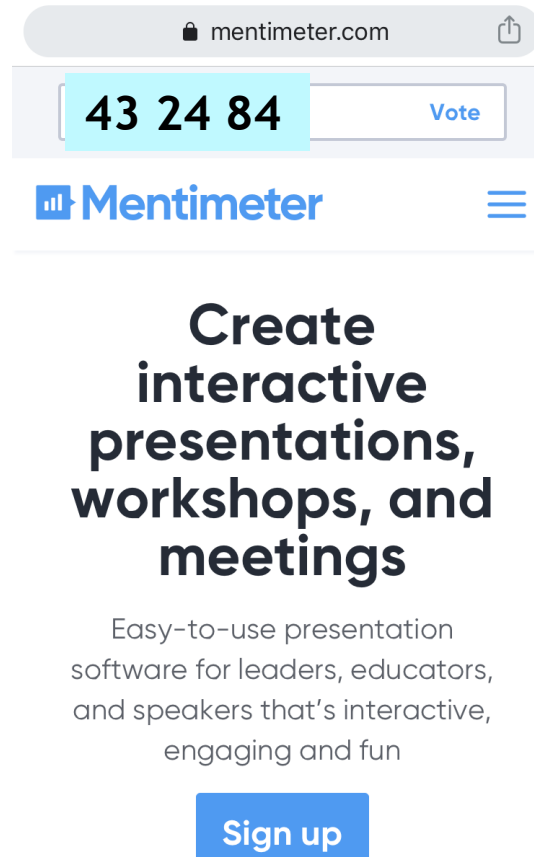 mentimeter.com
43 24 84
Vote
Mentimeter
Create
interactive
presentations,
workshops, and
meetings
Easy-to-use presentation
software for leaders, educators,
and speakers that's interactive,
engaging and fun
Sign up